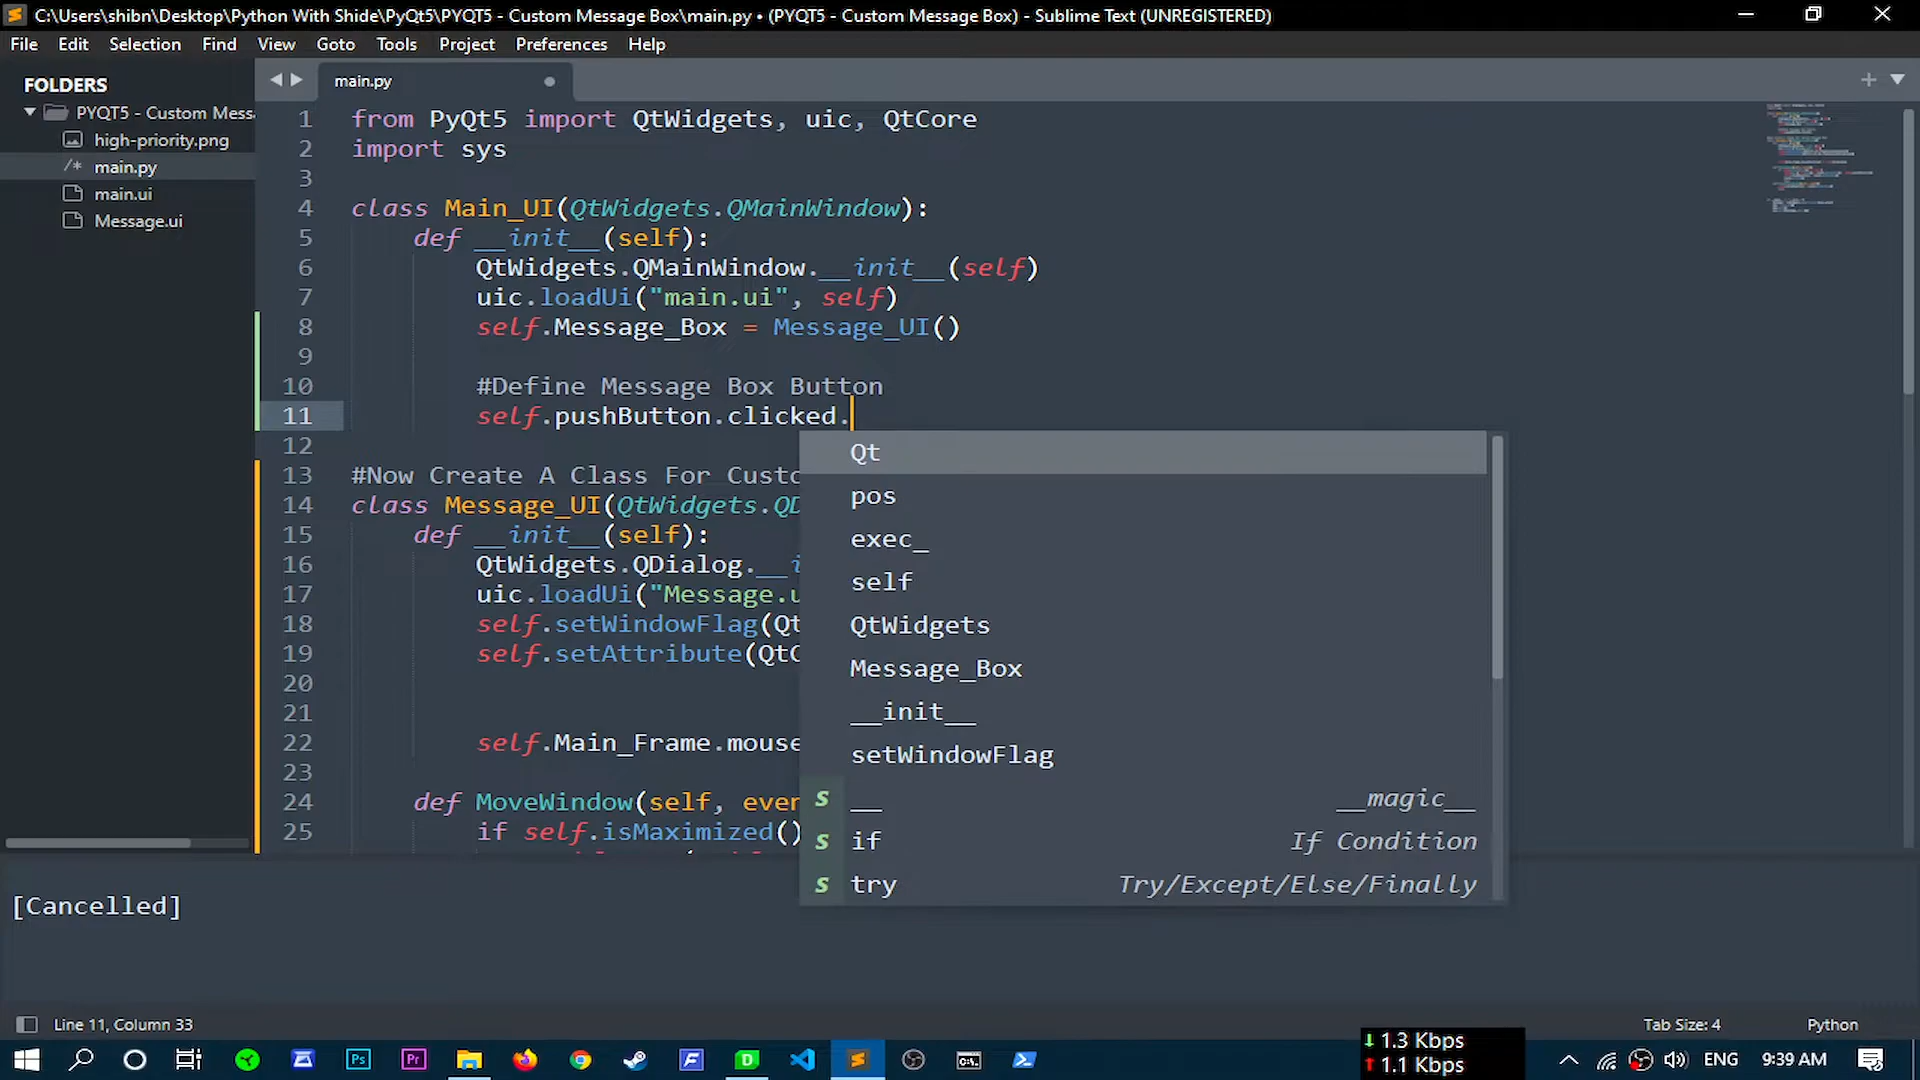 C:\Users\shibn\Desktop\Python With Shide\PyQt5\PYQT5 - Custom Message Box\main.py • (PYQT5 - Custom Message Box) - Sublime Text (UNREGISTERED)
File Edit Selection Find View Goto Tools Project Preferences Help
FOLDERS
PYQT5 - Custom Mess
high-priority.png
/* main.py
main.ui
Message.ui
main.py
1 from PyQt5 import QtWidgets, uic, QtCore
2 import sys
3
4 class Main_UI(QtWidgets.QMainWindow):
5 def __init__(self):
6 QtWidgets.QMainWindow.__init__(self)
7 uic.loadUi("main.ui", self)
8 self.Message_Box = Message_UI()
9
10 #Define Message Box Button
11 self.pushButton.clicked.
12
13 #Now Create A Class For Custo
14 class Message_UI(QtWidgets.QD
15 def __init__(self):
16 QtWidgets.QDialog.__i
17 uic.loadUi("Message.u
18 self.setWindowFlag(Qt
19 self.setAttribute(QtC
20
21
22 self.Main_Frame.mouse
23
24 def MoveWindow(self, even
25 if self.isMaximized()
Qt
pos
exec_
self
QtWidgets
Message_Box
__init__
setWindowFlag
s __ __magic__
s if If Condition
s try Try/Except/Else/Finally
[Cancelled]
Line 11, Column 33 Tab Size: 4 Python
Ps Pr F D
1.3 Kbps
1.1 Kbps
ENG 9:39 AM